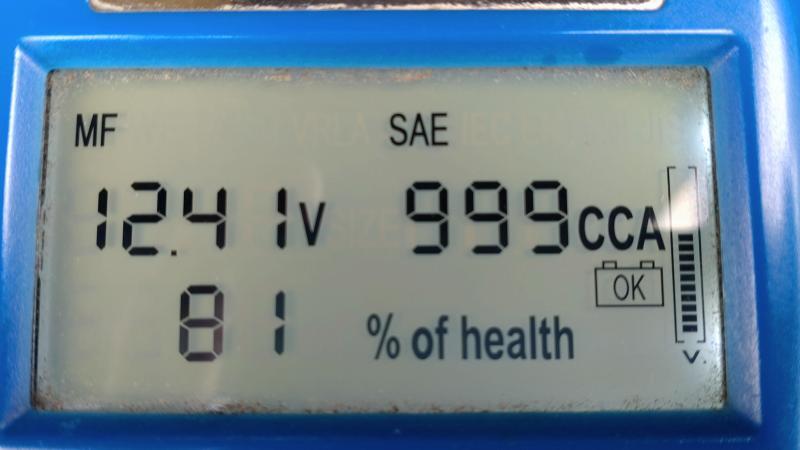 MF SAE
12.41V 999CCA
OK
81 % of health
V